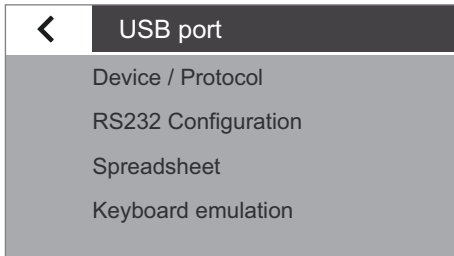 USB port
Device / Protocol
RS232 Configuration
Spreadsheet
Keyboard emulation